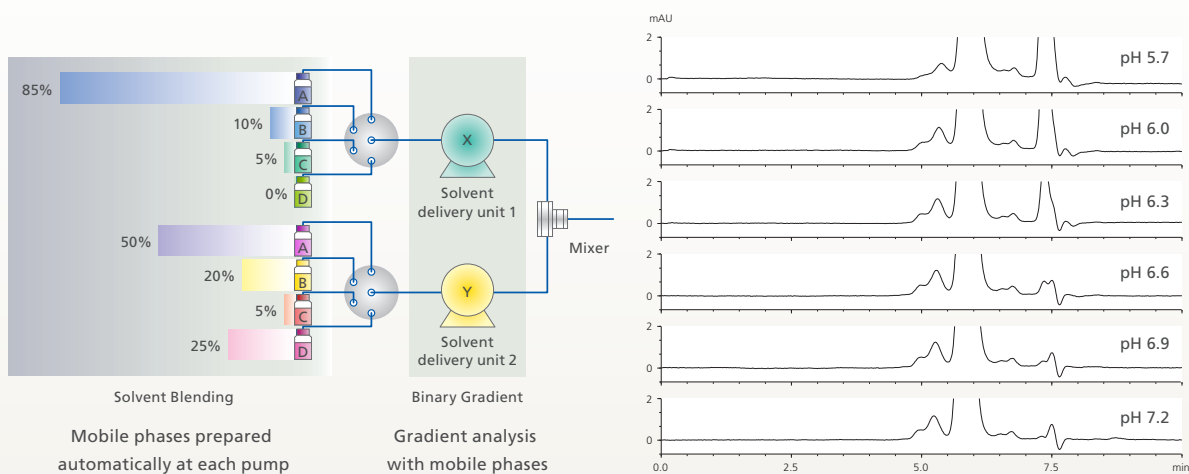 85%
A
10%
B
5%
C
0%
D
X
Solvent
delivery unit 1
50%
A
20%
B
5%
C
25%
D
Y
Solvent
delivery unit 2
Mixer
Solvent Blending
Binary Gradient
Mobile phases prepared
automatically at each pump
Gradient analysis
with mobile phases
mAU
2
0
pH 5.7
2
0
pH 6.0
2
0
pH 6.3
2
0
pH 6.6
2
0
pH 6.9
2
0
pH 7.2
0.0 2.5 5.0 7.5 min